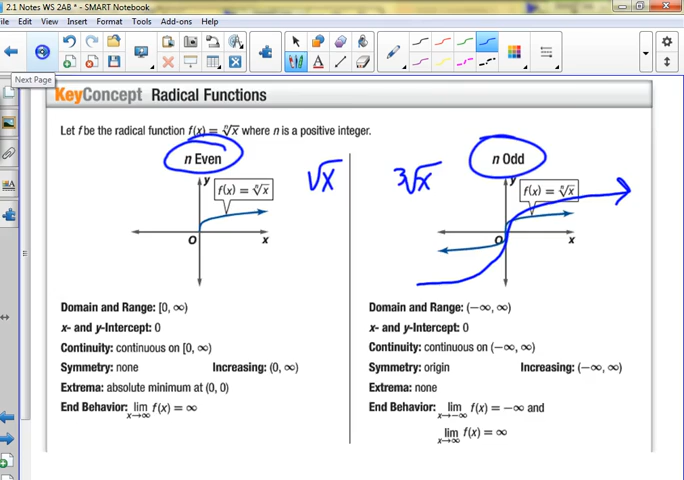 2.1 Notes WS 2AB * - SMART Notebook
File Edit View Insert Format Tools Add-ons Help
Next Page
KeyConcept Radical Functions
Let f be the radical function f(x) = ⁿ√x where n is a positive integer.
n Even
y
f(x) = ⁿ√x
O
x
√x
Domain and Range: [0, ∞)
x- and y-Intercept: 0
Continuity: continuous on [0, ∞)
Symmetry: none Increasing: (0, ∞)
Extrema: absolute minimum at (0, 0)
End Behavior: lim f(x) = ∞
x→∞
³√x
n Odd
y
f(x) = ⁿ√x
O
x
Domain and Range: (−∞, ∞)
x- and y-Intercept: 0
Continuity: continuous on (−∞, ∞)
Symmetry: origin Increasing: (−∞, ∞)
Extrema: none
End Behavior: lim f(x) = −∞ and
x→−∞
lim f(x) = ∞
x→∞